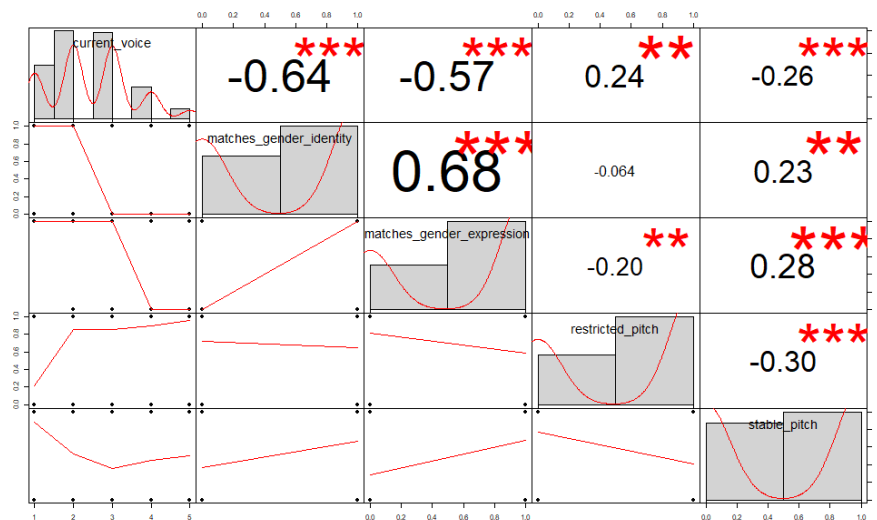 0.0 0.2 0.4 0.6 0.8 1.0
0.0 0.2 0.4 0.6 0.8 1.0
current_voice
***
-0.64
***
-0.57
**
0.24
***
-0.26
0.0 0.2 0.4 0.6 0.8 1.0
matches_gender_identity
***
0.68
-0.064
**
0.23
matches_gender_expression
**
-0.20
***
0.28
0.0 0.2 0.4 0.6 0.8 1.0
restricted_pitch
***
-0.30
stable_pitch
1 2 3 4 5
0.0 0.2 0.4 0.6 0.8 1.0
0.0 0.2 0.4 0.6 0.8 1.0